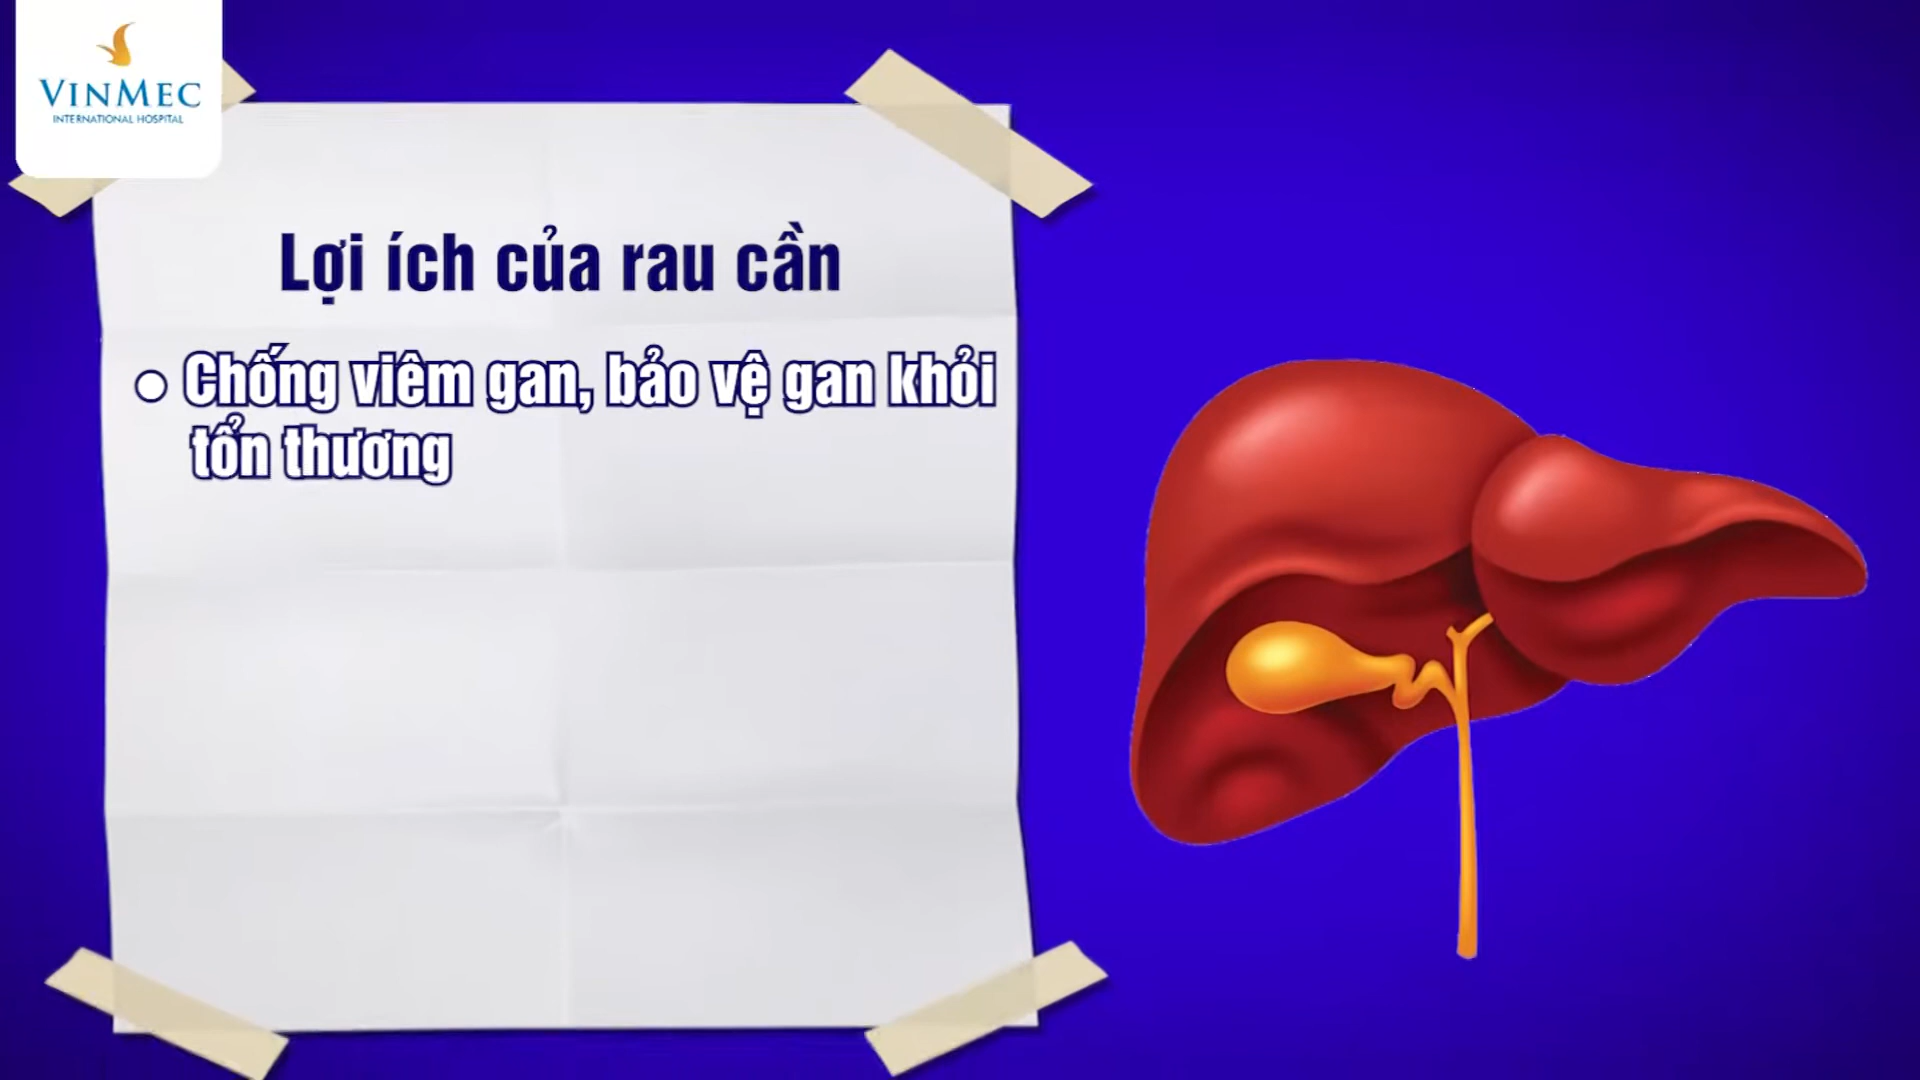 VINMEC
INTERNATIONAL HOSPITAL
Lợi ích của rau cần
• Chống viêm gan, bảo vệ gan khỏi
tổn thương